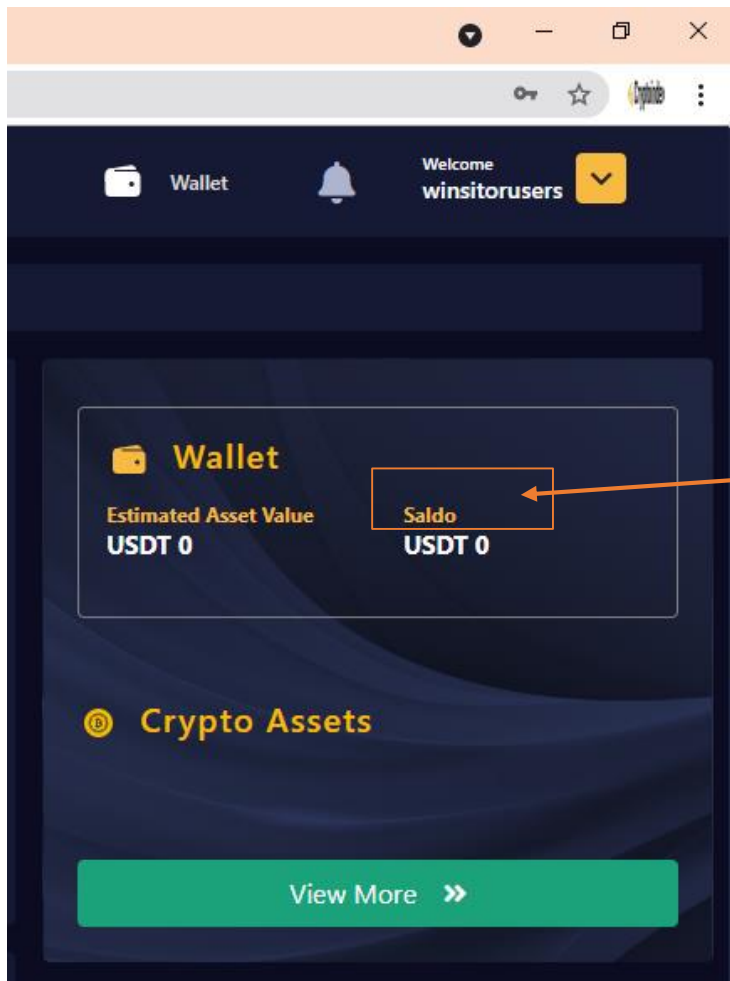 Wallet
Welcome
winsitorusers
Wallet
Estimated Asset Value
Saldo
USDT 0
USDT 0
Crypto Assets
View More